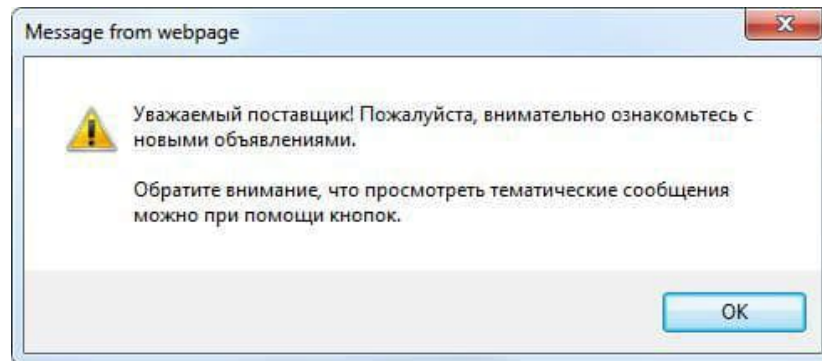 Message from webpage
Уважаемый поставщик! Пожалуйста, внимательно ознакомьтесь с
новыми объявлениями.
Обратите внимание, что просмотреть тематические сообщения
можно при помощи кнопок.
OK